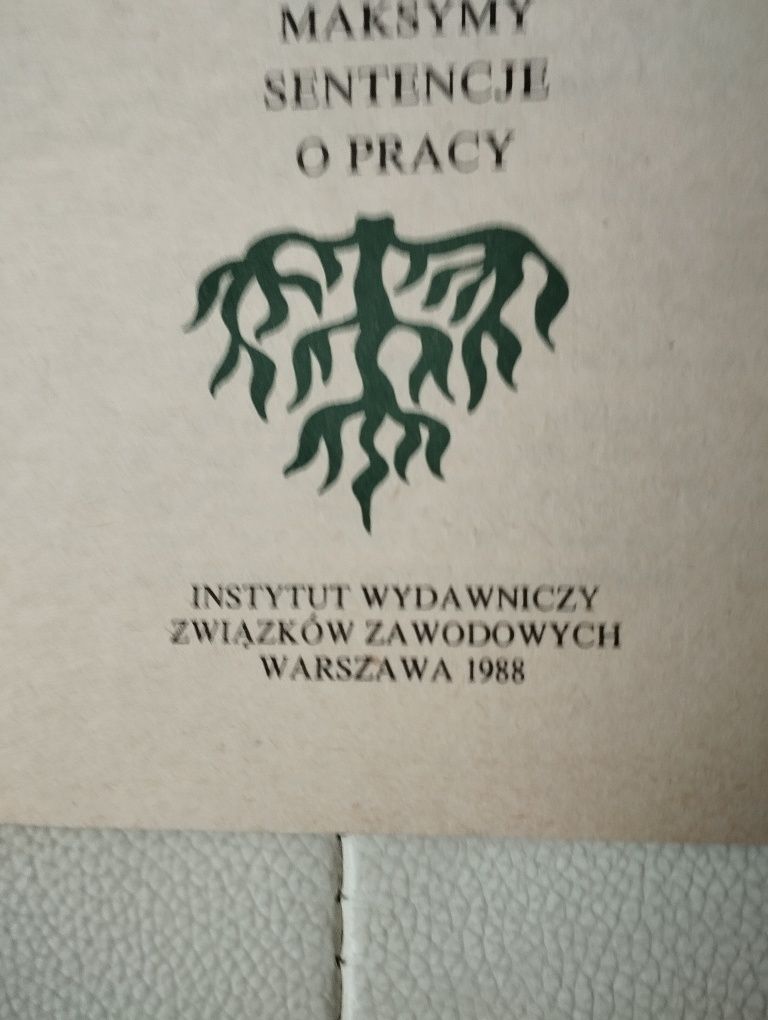 MAKSYMY
SENTENCJE
O PRACY
INSTYTUT WYDAWNICZY
ZWIĄZKÓW ZAWODOWYCH
WARSZAWA 1988